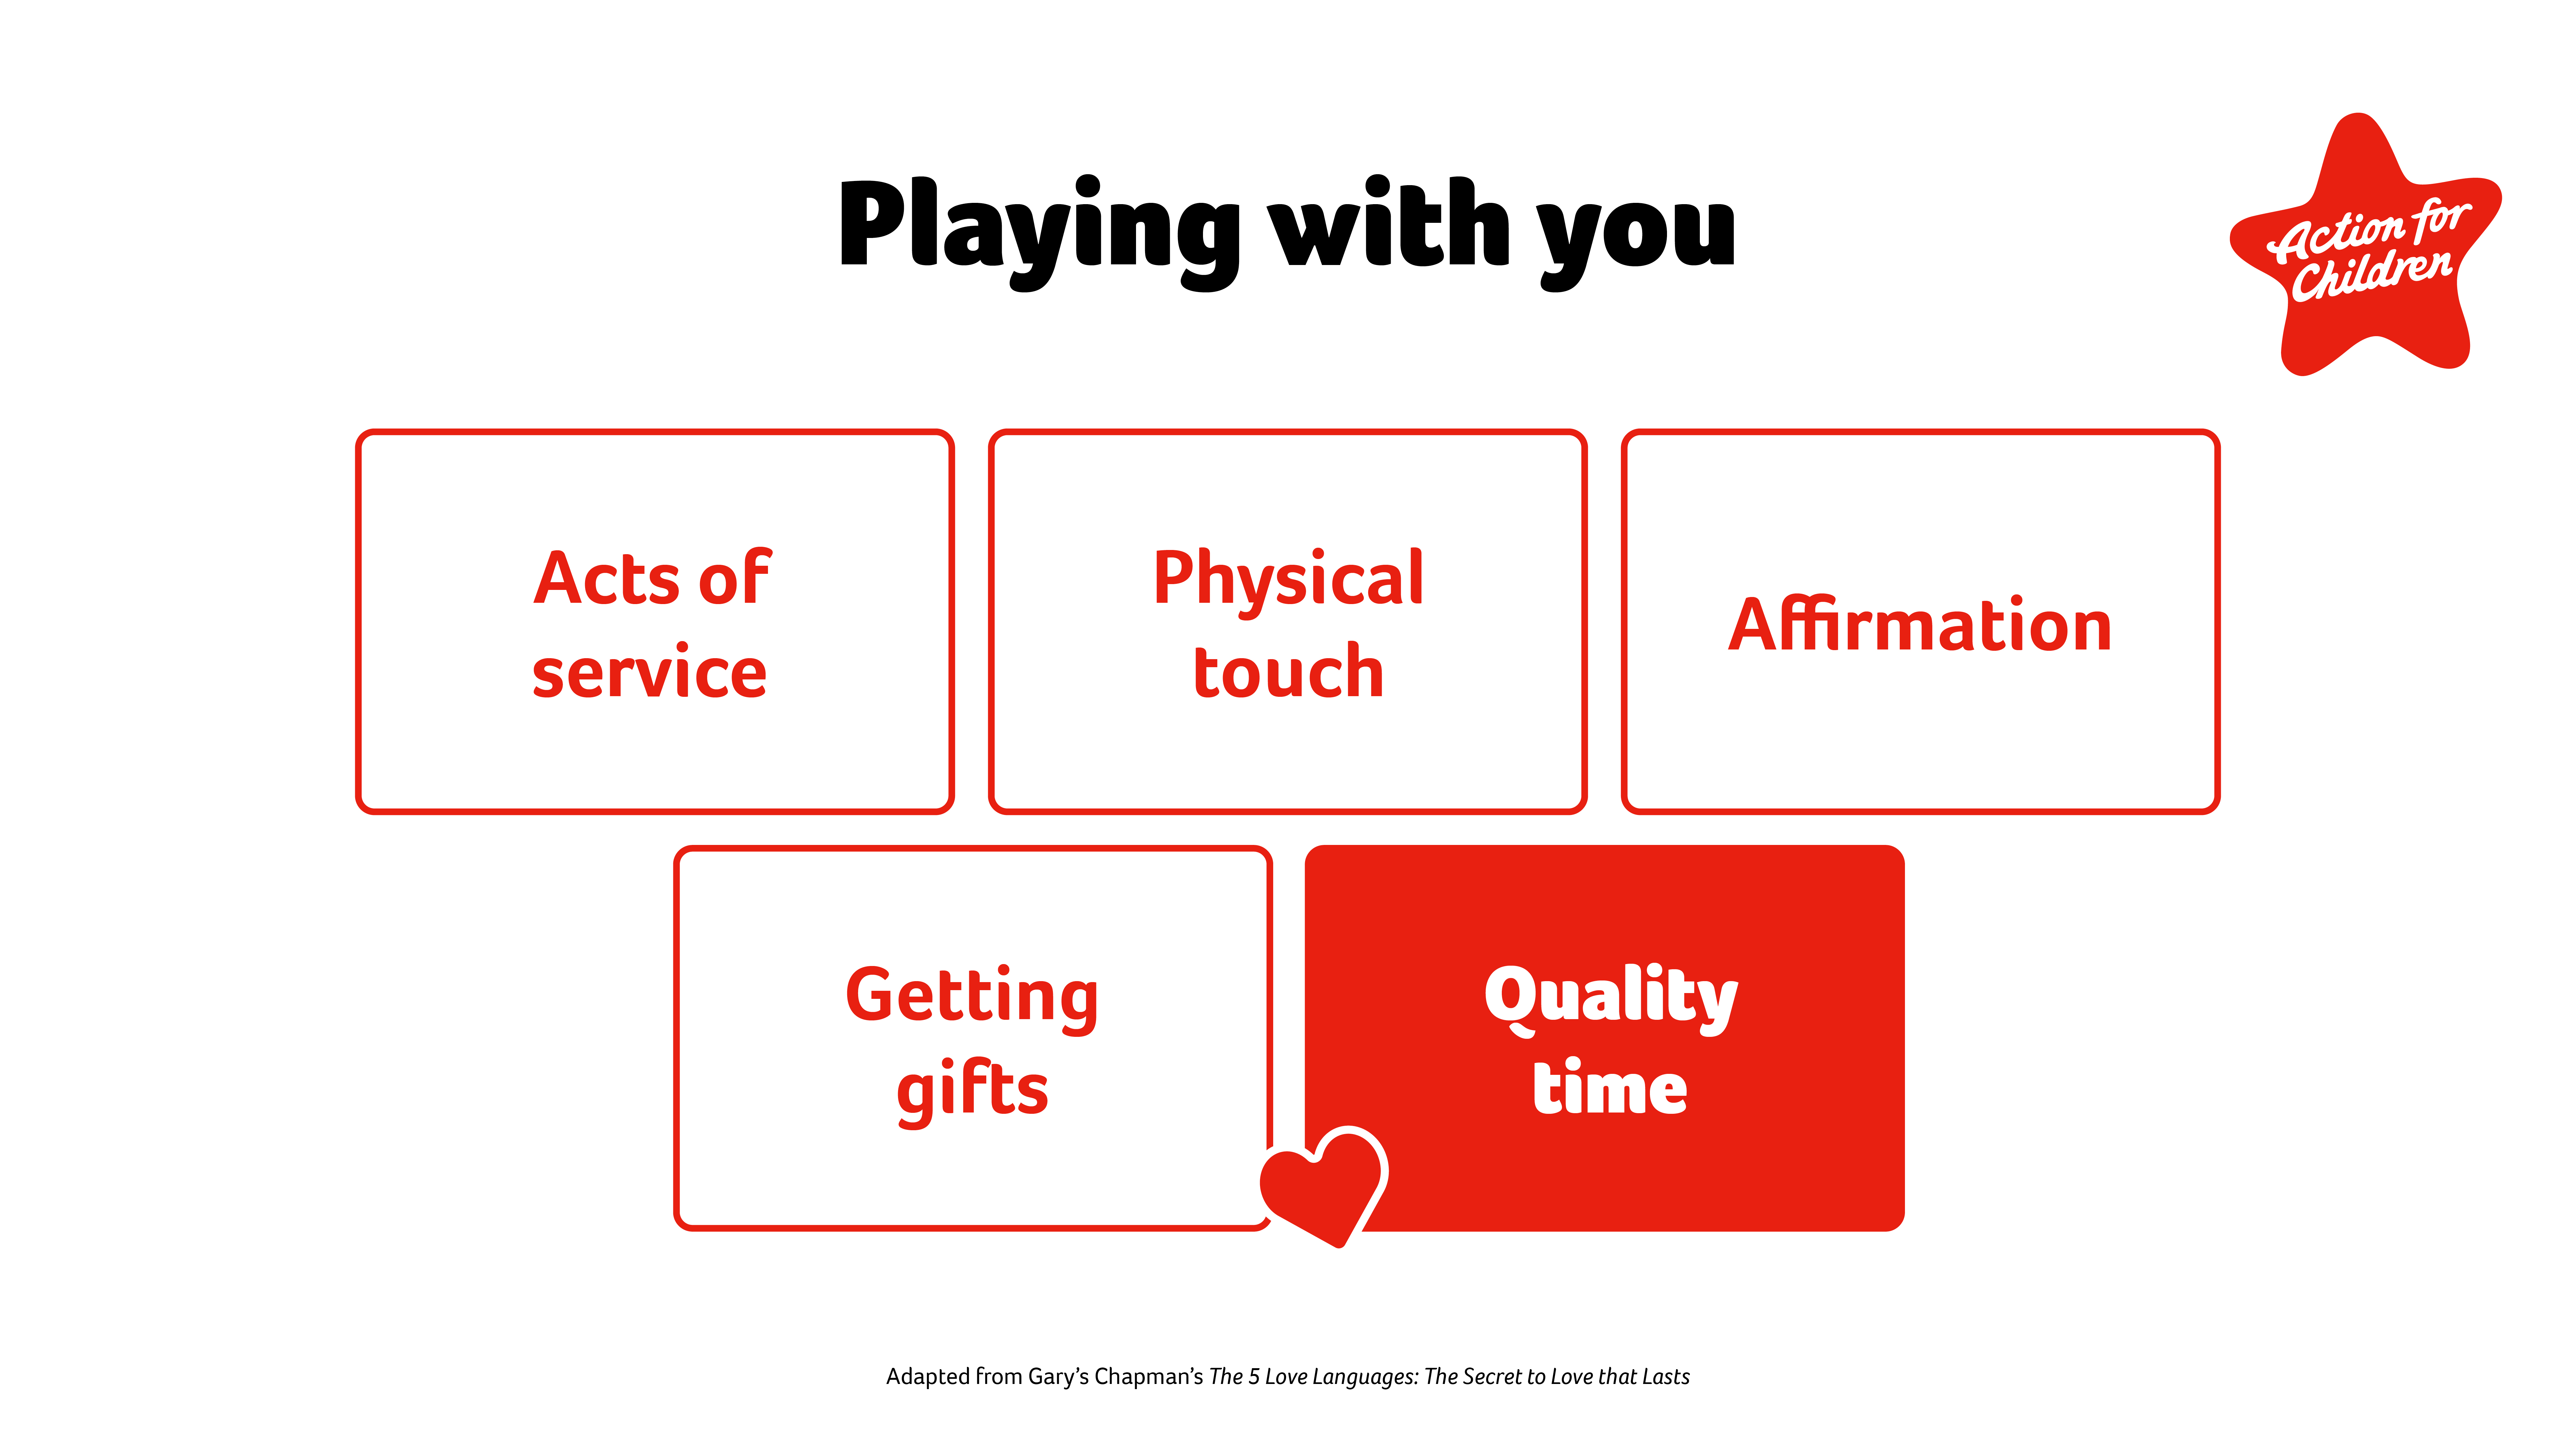 Playing with you
Action for
Children
Acts of
service
Physical
touch
Affirmation
Getting
gifts
Quality
time
Adapted from Gary’s Chapman’s The 5 Love Languages: The Secret to Love that Lasts